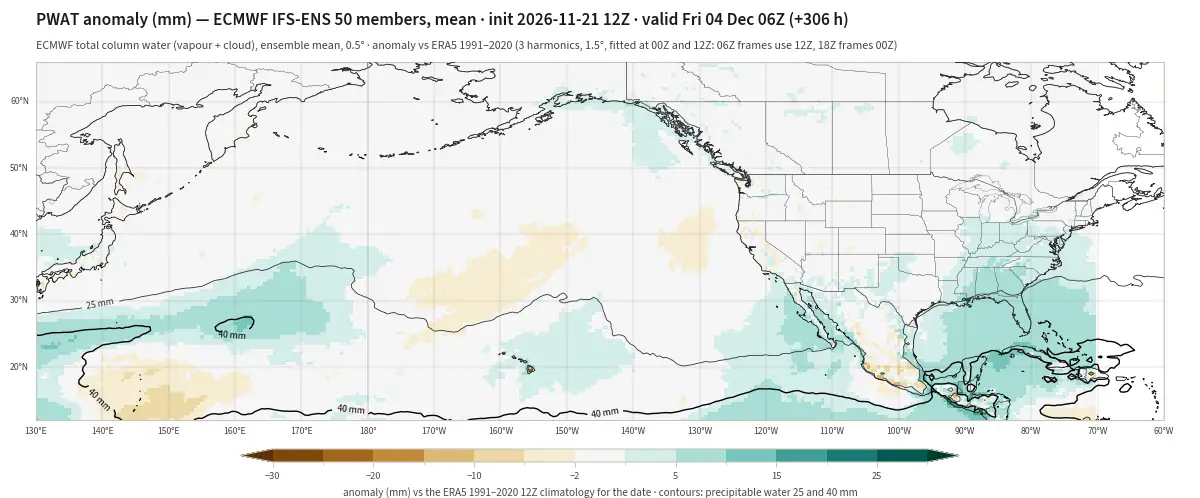 PWAT anomaly (mm) — ECMWF IFS-ENS 50 members, mean · init 2026-11-21 12Z · valid Fri 04 Dec 06Z (+306 h)
ECMWF total column water (vapour + cloud), ensemble mean, 0.5° · anomaly vs ERA5 1991–2020 (3 harmonics, 1.5°, fitted at 00Z and 12Z: 06Z frames use 12Z, 18Z frames 00Z)
60°N
50°N
40°N
30°N
20°N
25 mm
40 mm
40 mm
40 mm
40 mm
130°E 140°E 150°E 160°E 170°E 180° 170°W 160°W 150°W 140°W 130°W 120°W 110°W 100°W 90°W 80°W 70°W 60°W
−30 −20 −10 −2 5 15 25
anomaly (mm) vs the ERA5 1991–2020 12Z climatology for the date · contours: precipitable water 25 and 40 mm